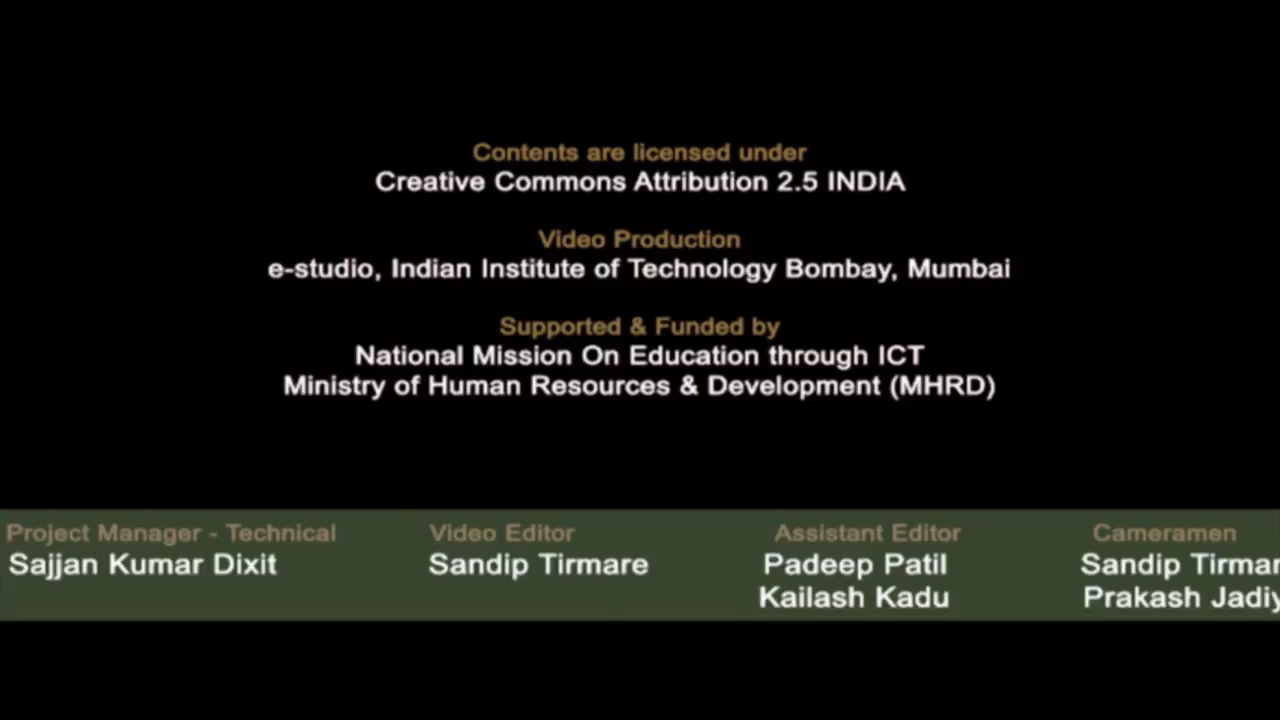 Contents are licensed under
Creative Commons Attribution 2.5 INDIA
Video Production
e-studio, Indian Institute of Technology Bombay, Mumbai
Supported & Funded by
National Mission On Education through ICT
Ministry of Human Resources & Development (MHRD)
Project Manager - Technical
Sajjan Kumar Dixit
Video Editor
Sandip Tirmare
Assistant Editor
Padeep Patil
Kailash Kadu
Cameramen
Sandip
Prakash